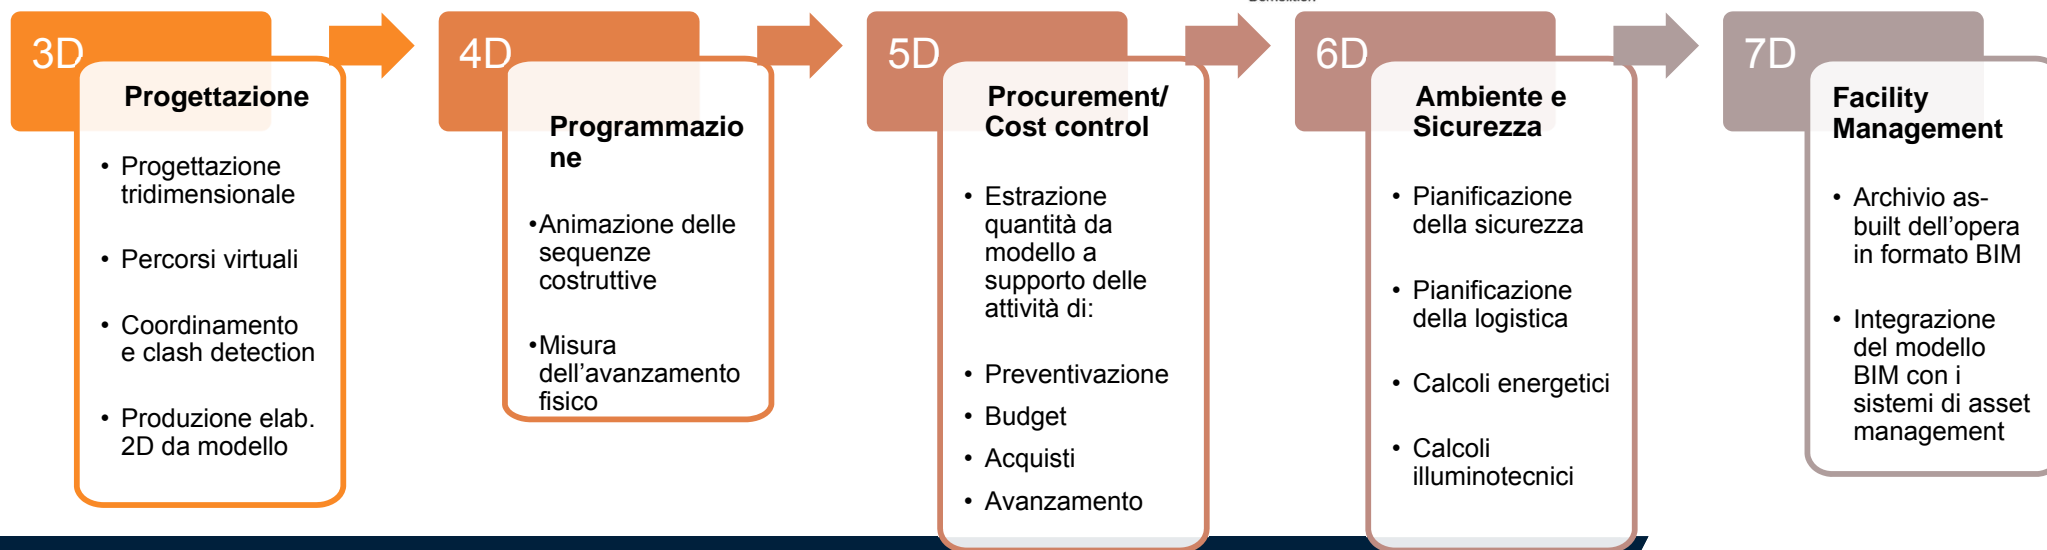 3D
Progettazione
• Progettazione
tridimensionale
• Percorsi virtuali
• Coordinamento
e clash detection
• Produzione elab.
2D da modello
4D
Programmazio
ne
•Animazione delle
sequenze
costruttive
•Misura
dell'avanzamento
fisico
5D
Procurement/
Cost control
• Estrazione
quantità da
modello a
supporto delle
attività di:
• Preventivazione
• Budget
• Acquisti
• Avanzamento
6D
Ambiente e
Sicurezza
• Pianificazione
della sicurezza
• Pianificazione
della logistica
• Calcoli energetici
• Calcoli
illuminotecnici
7D
Facility
Management
• Archivio as-
built dell'opera
in formato BIM
• Integrazione
del modello
BIM con i
sistemi di asset
management